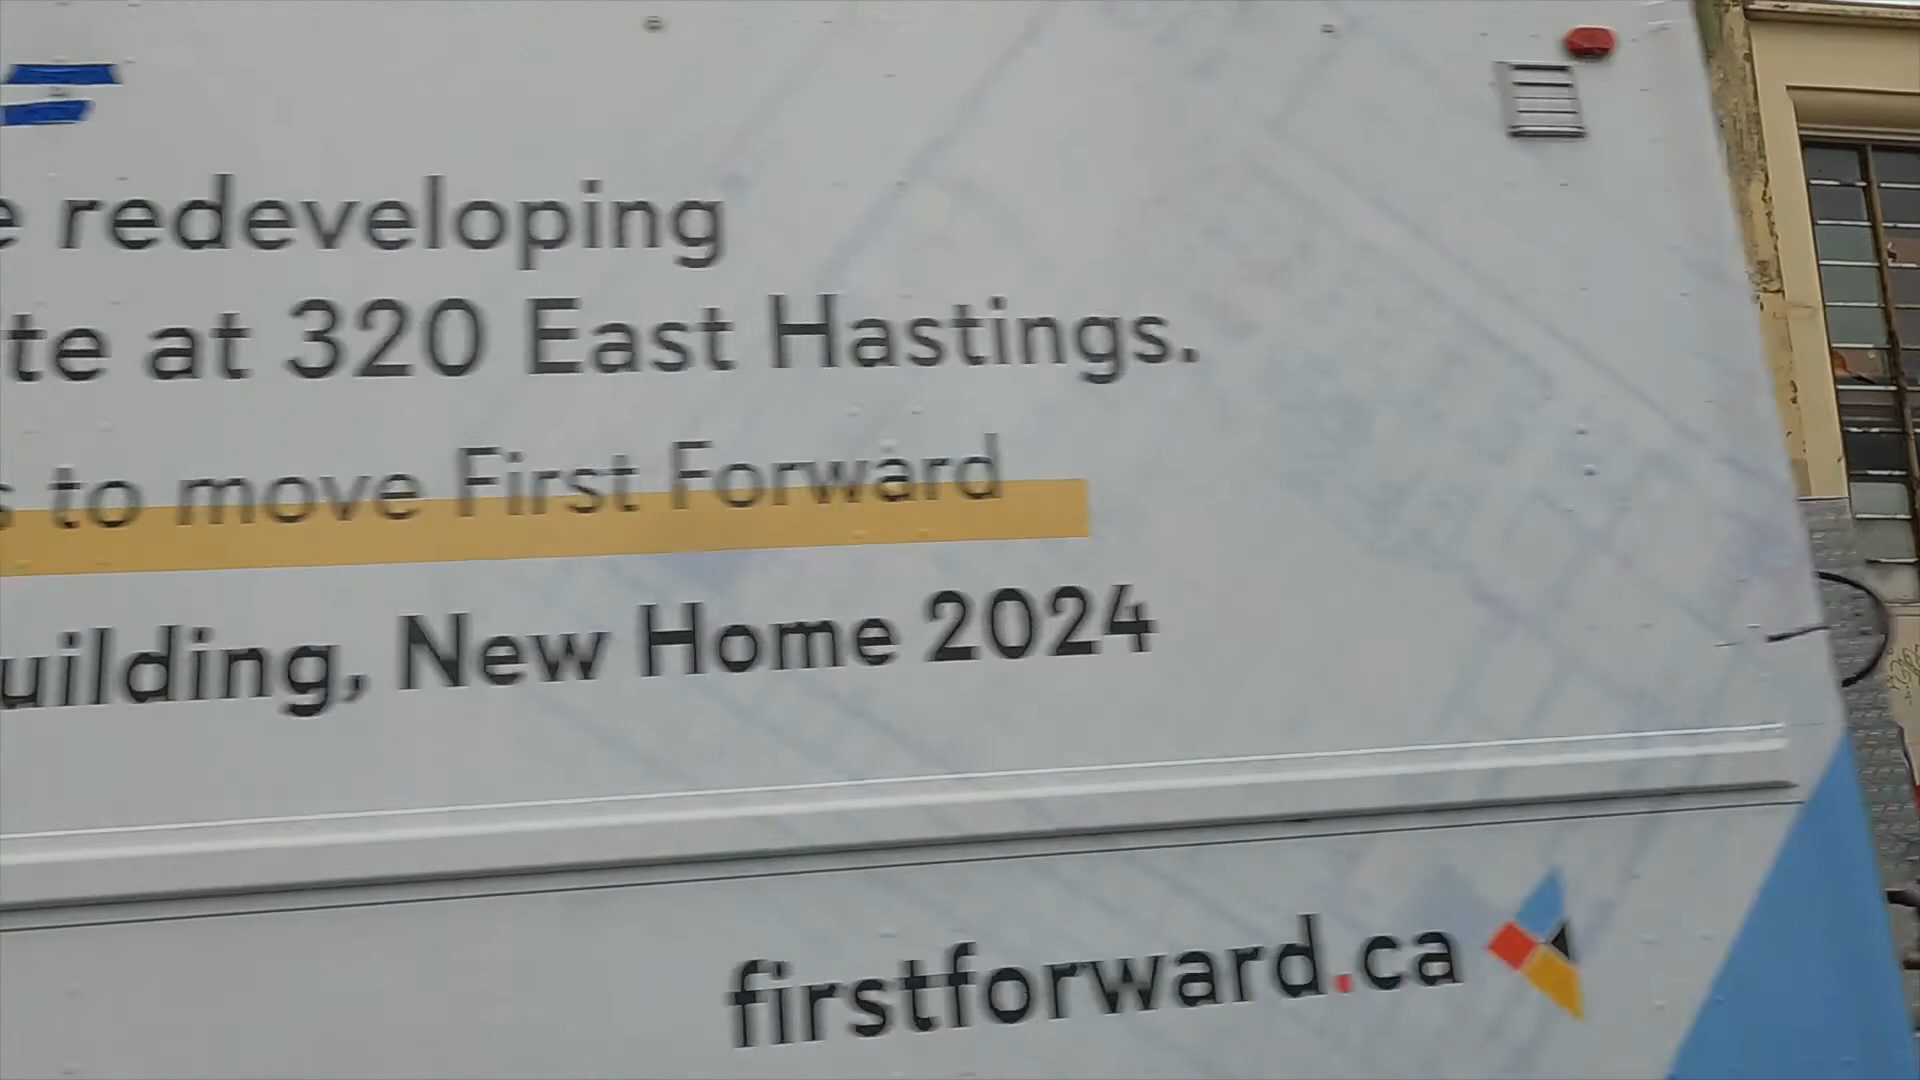 redeveloping
te at 320 East Hastings.
s to move First Forward
uilding, New Home 2024
firstforward.ca